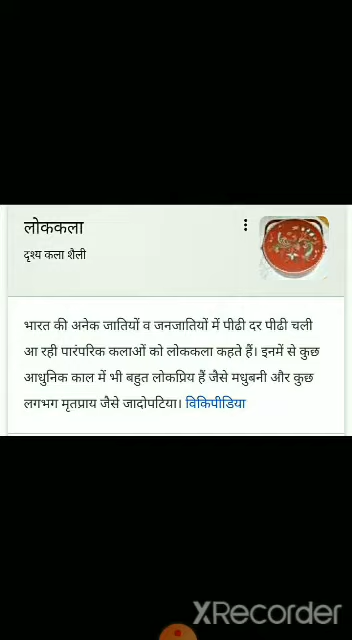 लोककला
दृश्य कला शैली
भारत की अनेक जातियों व जनजातियों में पीढी दर पीढी चली
आ रही पारंपरिक कलाओं को लोककला कहते हैं। इनमें से कुछ
आधुनिक काल में भी बहुत लोकप्रिय हैं जैसे मधुबनी और कुछ
लगभग मृतप्राय जैसे जादोपटिया। विकिपीडिया
XRecorder